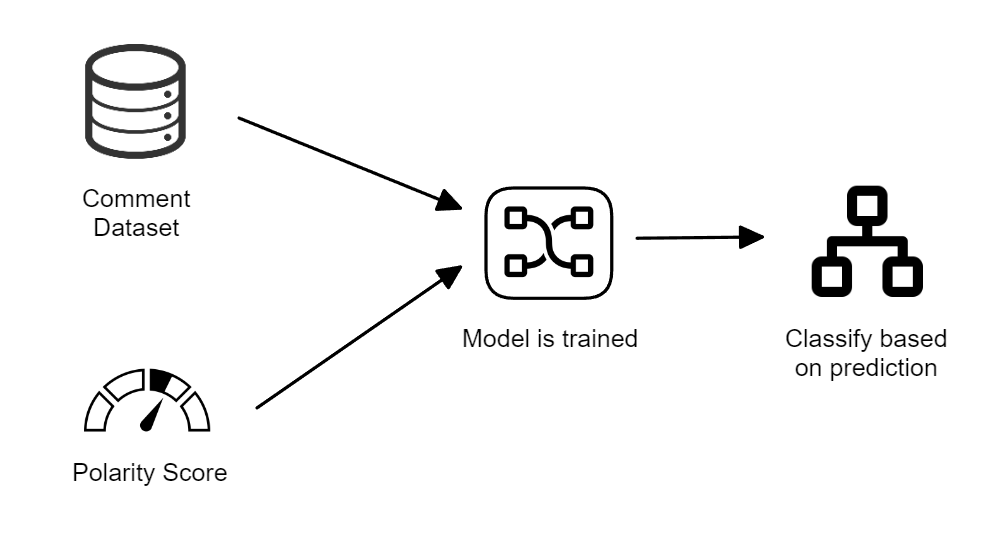 Comment
Dataset
Model is trained
Classify based
on prediction
Polarity Score